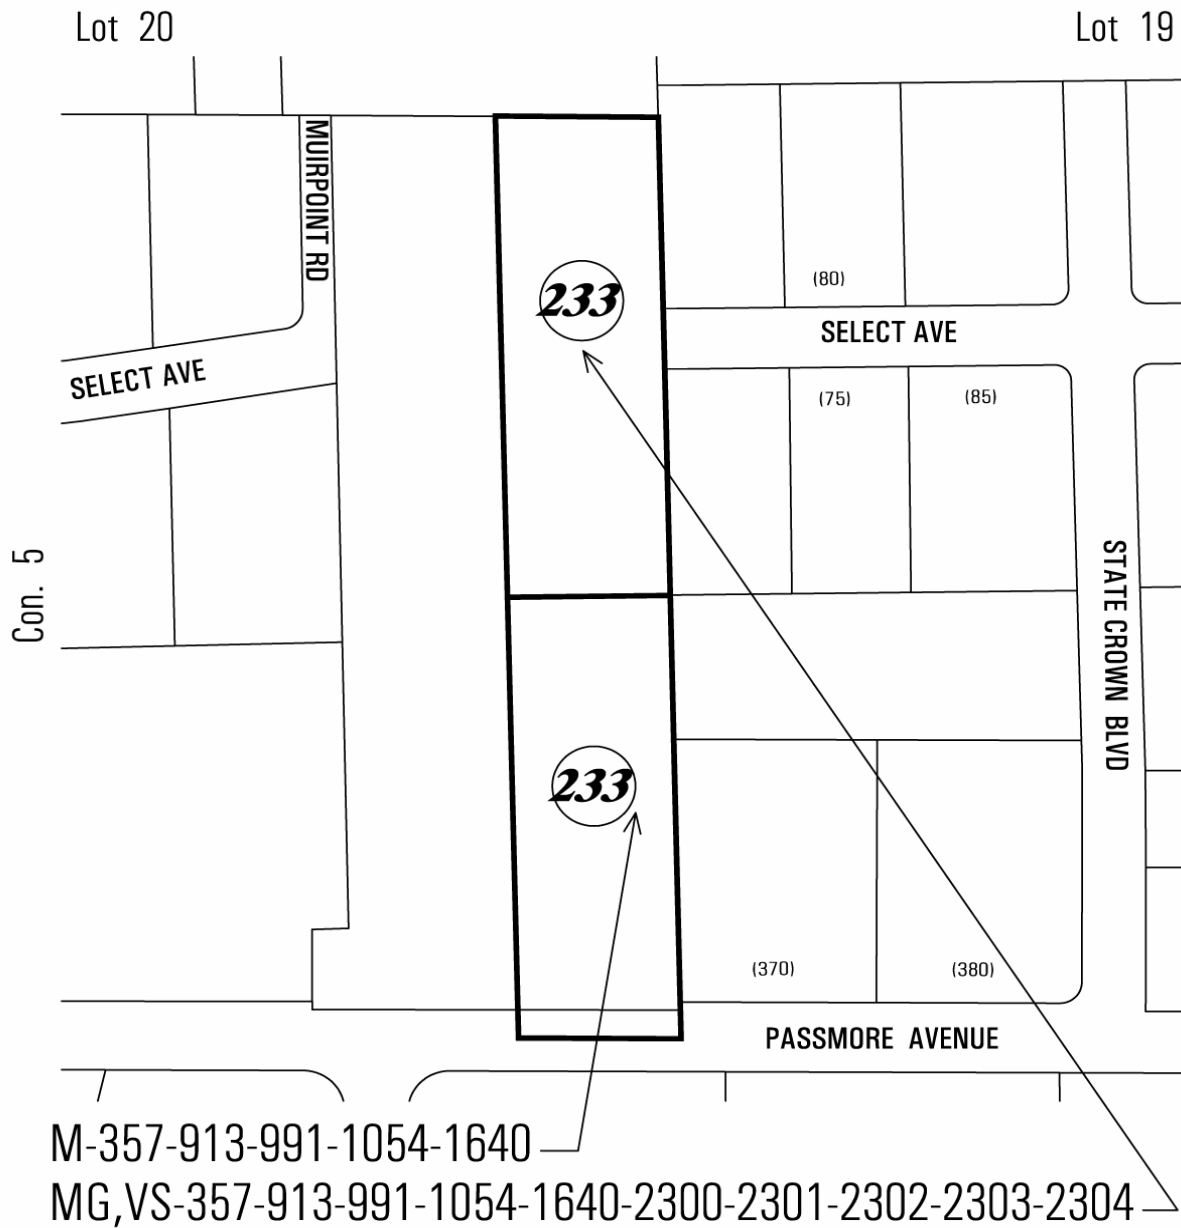 Lot 20
Lot 19
MUIRPOINT RD
233
(80)
SELECT AVE
SELECT AVE
(75)
(85)
Con. 5
STATE CROWN BLVD
233
(370)
(380)
PASSMORE AVENUE
M-357-913-991-1054-1640
MG,VS-357-913-991-1054-1640-2300-2301-2302-2303-2304